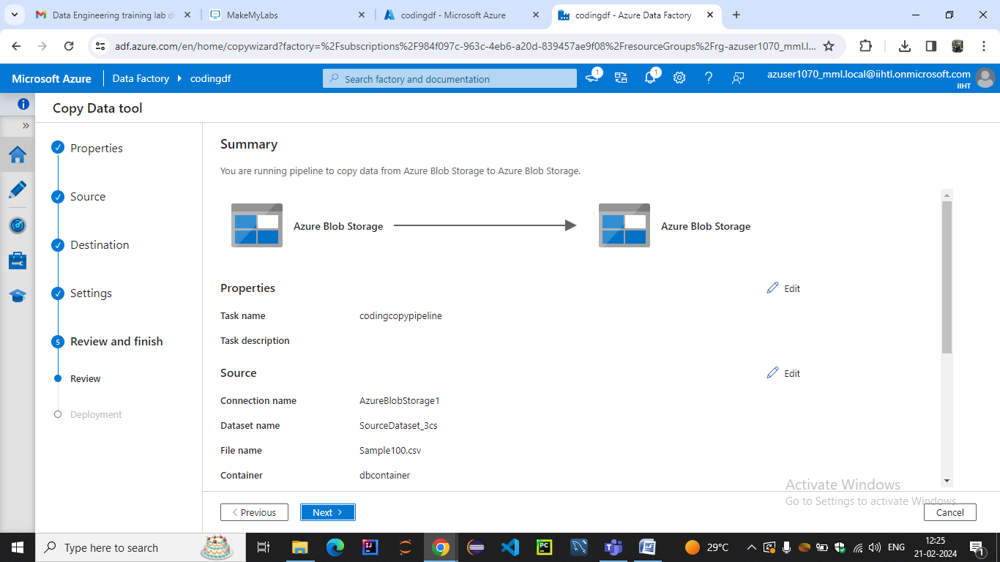 Data Engineering training lab d
MakeMyLabs
codingdf - Microsoft Azure
codingdf - Azure Data Factory
adf.azure.com/en/home/copywizard?factory=%2Fsubscriptions%2F984f097c-963c-4eb6-a20d-839457ae9f08%2FresourceGroups%2Frg-azuser1070_mml.l...
Microsoft Azure
Data Factory
codingdf
Search factory and documentation
1
1
azuser1070_mml.local@iihtl.onmicrosoft.com
IIHT
Copy Data tool
Properties
Source
Destination
Settings
5 Review and finish
Review
Deployment
Summary
You are running pipeline to copy data from Azure Blob Storage to Azure Blob Storage.
Azure Blob Storage
Azure Blob Storage
Properties
Edit
Task name codingcopypipeline
Task description
Source
Edit
Connection name AzureBlobStorage1
Dataset name SourceDataset_3cs
File name Sample100.csv
Container dbcontainer
Activate Windows
Go to Settings to activate Windows.
Previous
Next
Cancel
Type here to search
29°C
ENG
12:25
21-02-2024
1